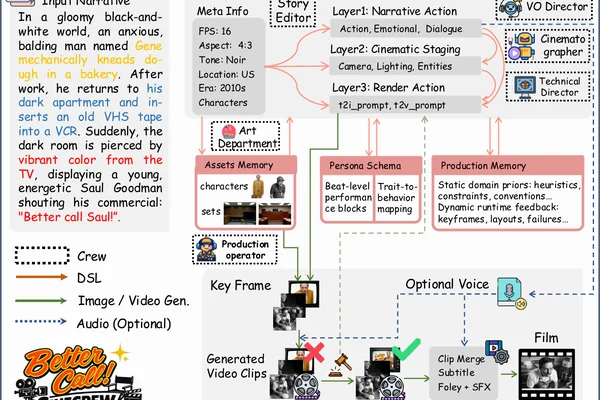 Input Narrative
In a gloomy black-and-
white world, an anxious,
balding man named Gene
mechanically kneads do-
ugh in a bakery. After
work, he returns to his
dark apartment and in-
serts an old VHS tape
into a VCR. Suddenly, the
dark room is pierced by
vibrant color from the
TV, displaying a young,
energetic Saul Goodman
shouting his commercial:
"Better call Saul!".
Crew
DSL
Image / Video Gen.
Audio (Optional)
Better
Call!
Meta Info
FPS: 16
Aspect: 4:3
Tone: Noir
Location: US
Era: 2010s
Characters
Story
Editor
Layer1: Narrative Action
Action, Emotional, Dialogue
Layer2: Cinematic Staging
Camera, Lighting, Entities
Layer3: Render Action
t2i_prompt, t2v_prompt
VO Director
Cinemato
grapher
Technical
Director
Art
Department
Assets Memory
characters
sets
Persona Schema
Beat-level
performan
ce blocks
Trait-to-
behavior
mapping
Production Memory
Static domain priors: heuristics,
constraints, conventions...
Dynamic runtime feedback:
keyframes, layouts, failures...
Production
operator
Key Frame
Optional Voice
Generated
Video Clips
Clip Merge
Subtitle
Foley + SFX
Film